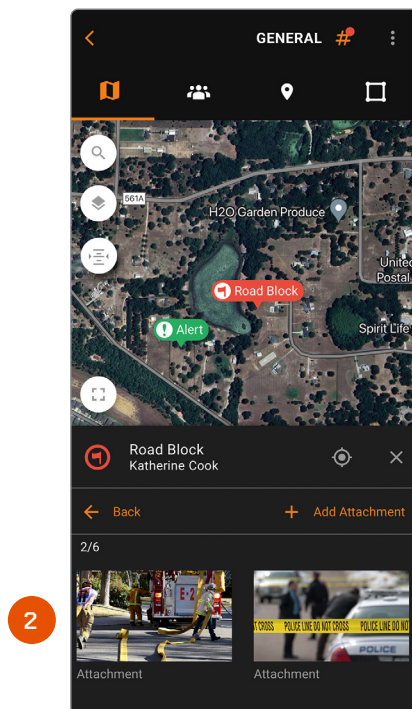 GENERAL #
561A
H2O Garden Produce
United
Postal
Road Block
Alert
Spirit Life
Road Block
Katherine Cook
Back
+ Add Attachment
2/6
2
E-2
T CROSS POLICE LINE DO NOT CROSS POLICE LINE DO NOT
POLICE
Attachment
Attachment